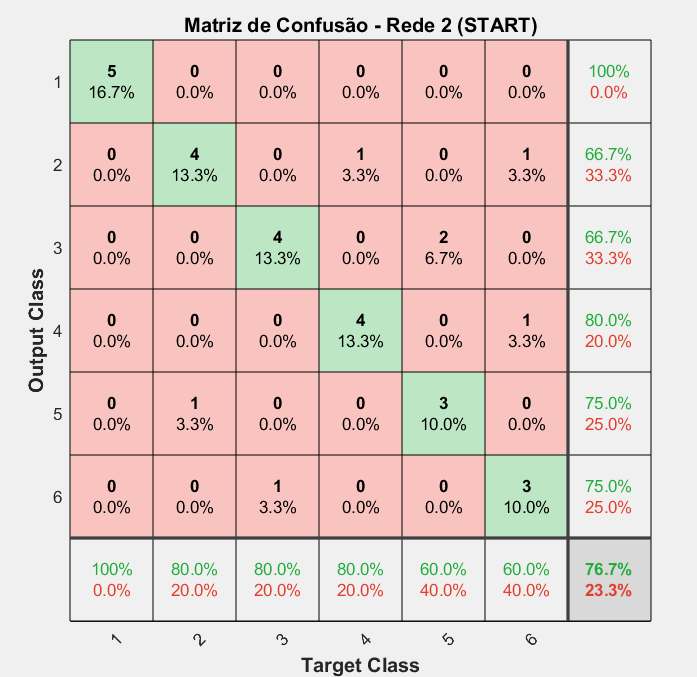 Matriz de Confusão - Rede 2 (START)
1 5 0 0 0 0 0 100%
16.7% 0.0% 0.0% 0.0% 0.0% 0.0% 0.0%
2 0 4 0 1 0 1 66.7%
0.0% 13.3% 0.0% 3.3% 0.0% 3.3% 33.3%
3 0 0 4 0 2 0 66.7%
0.0% 0.0% 13.3% 0.0% 6.7% 0.0% 33.3%
4 0 0 0 4 0 1 80.0%
0.0% 0.0% 0.0% 13.3% 0.0% 3.3% 20.0%
5 0 1 0 0 3 0 75.0%
0.0% 3.3% 0.0% 0.0% 10.0% 0.0% 25.0%
6 0 0 1 0 0 3 75.0%
0.0% 0.0% 3.3% 0.0% 0.0% 10.0% 25.0%
100% 80.0% 80.0% 80.0% 60.0% 60.0% 76.7%
0.0% 20.0% 20.0% 20.0% 40.0% 40.0% 23.3%
1 2 3 4 5 6
Target Class
Output Class